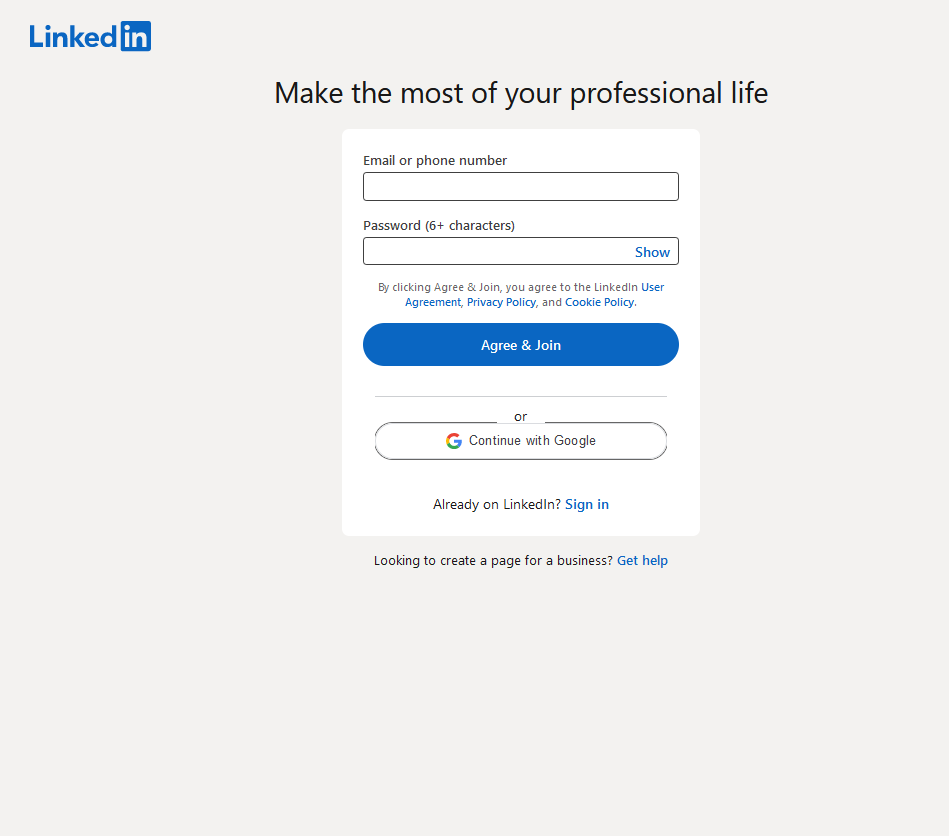 Linkedin
Make the most of your professional life
Email or phone number
Password (6+ characters)
Show
By clicking Agree & Join, you agree to the LinkedIn User
Agreement, Privacy Policy, and Cookie Policy.
Agree & Join
or
Continue with Google
Already on LinkedIn? Sign in
Looking to create a page for a business? Get help